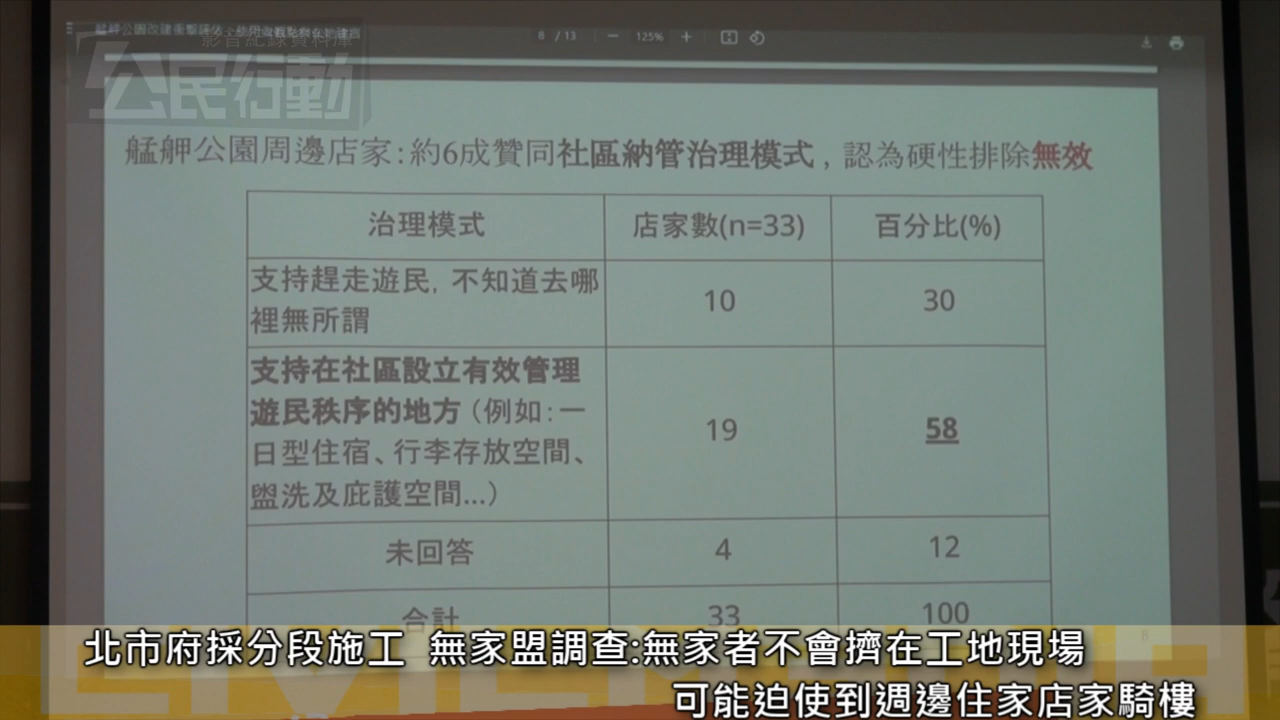 影音紀錄資料庫
8 / 13 － 125% ＋
公民行動
艋舺公園周邊店家:約6成贊同社區納管治理模式，認為硬性排除無效
治理模式 店家數(n=33) 百分比(%)
支持趕走遊民，不知道去哪
裡無所謂 10 30
支持在社區設立有效管理
遊民秩序的地方（例如：一
日型住宿、行李存放空間、
盥洗及庇護空間...） 19 58
未回答 4 12
合計 33 100
8
北市府採分段施工 無家盟調查:無家者不會擠在工地現場
可能迫使到週邊住家店家騎樓